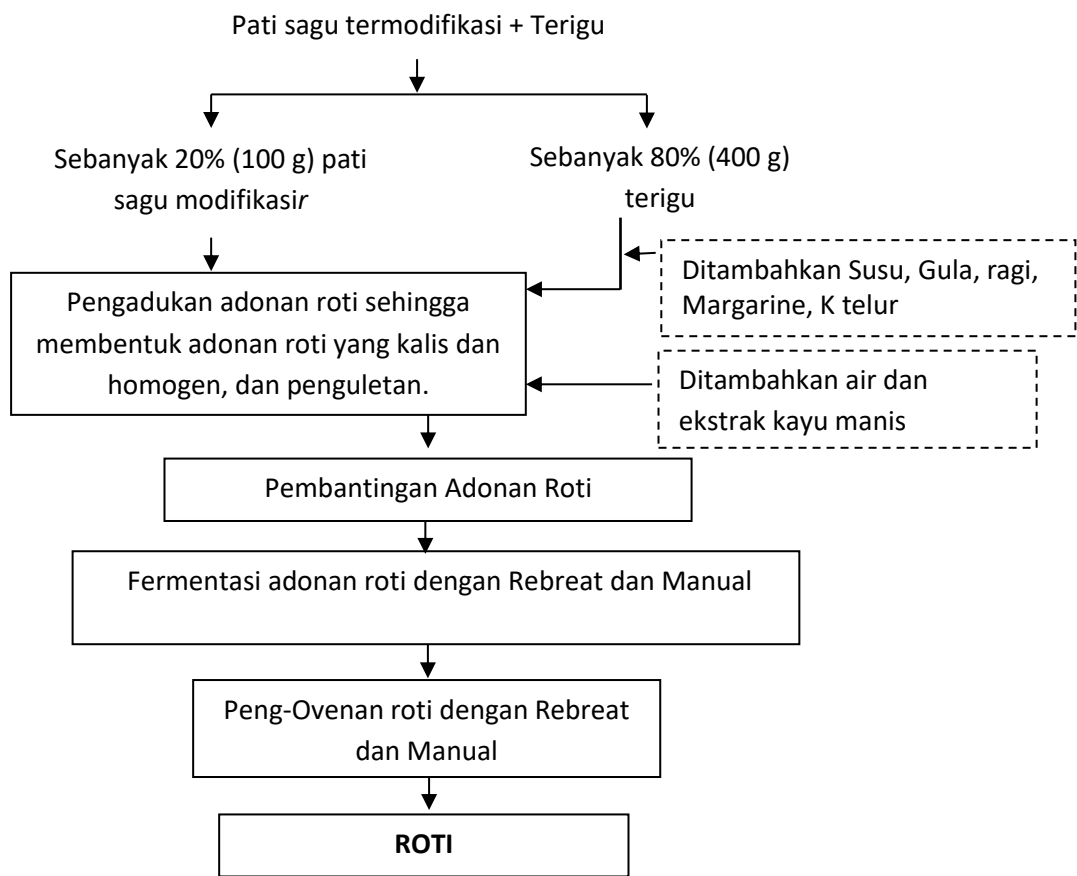 Pati sagu termodifikasi + Terigu
Sebanyak 20% (100 g) pati
sagu modifikasir
Sebanyak 80% (400 g)
terigu
Ditambahkan Susu, Gula, ragi,
Margarine, K telur
Pengadukan adonan roti sehingga
membentuk adonan roti yang kalis dan
homogen, dan penguletan.
Ditambahkan air dan
ekstrak kayu manis
Pembantingan Adonan Roti
Fermentasi adonan roti dengan Rebreat dan Manual
Peng-Ovenan roti dengan Rebreat
dan Manual
ROTI